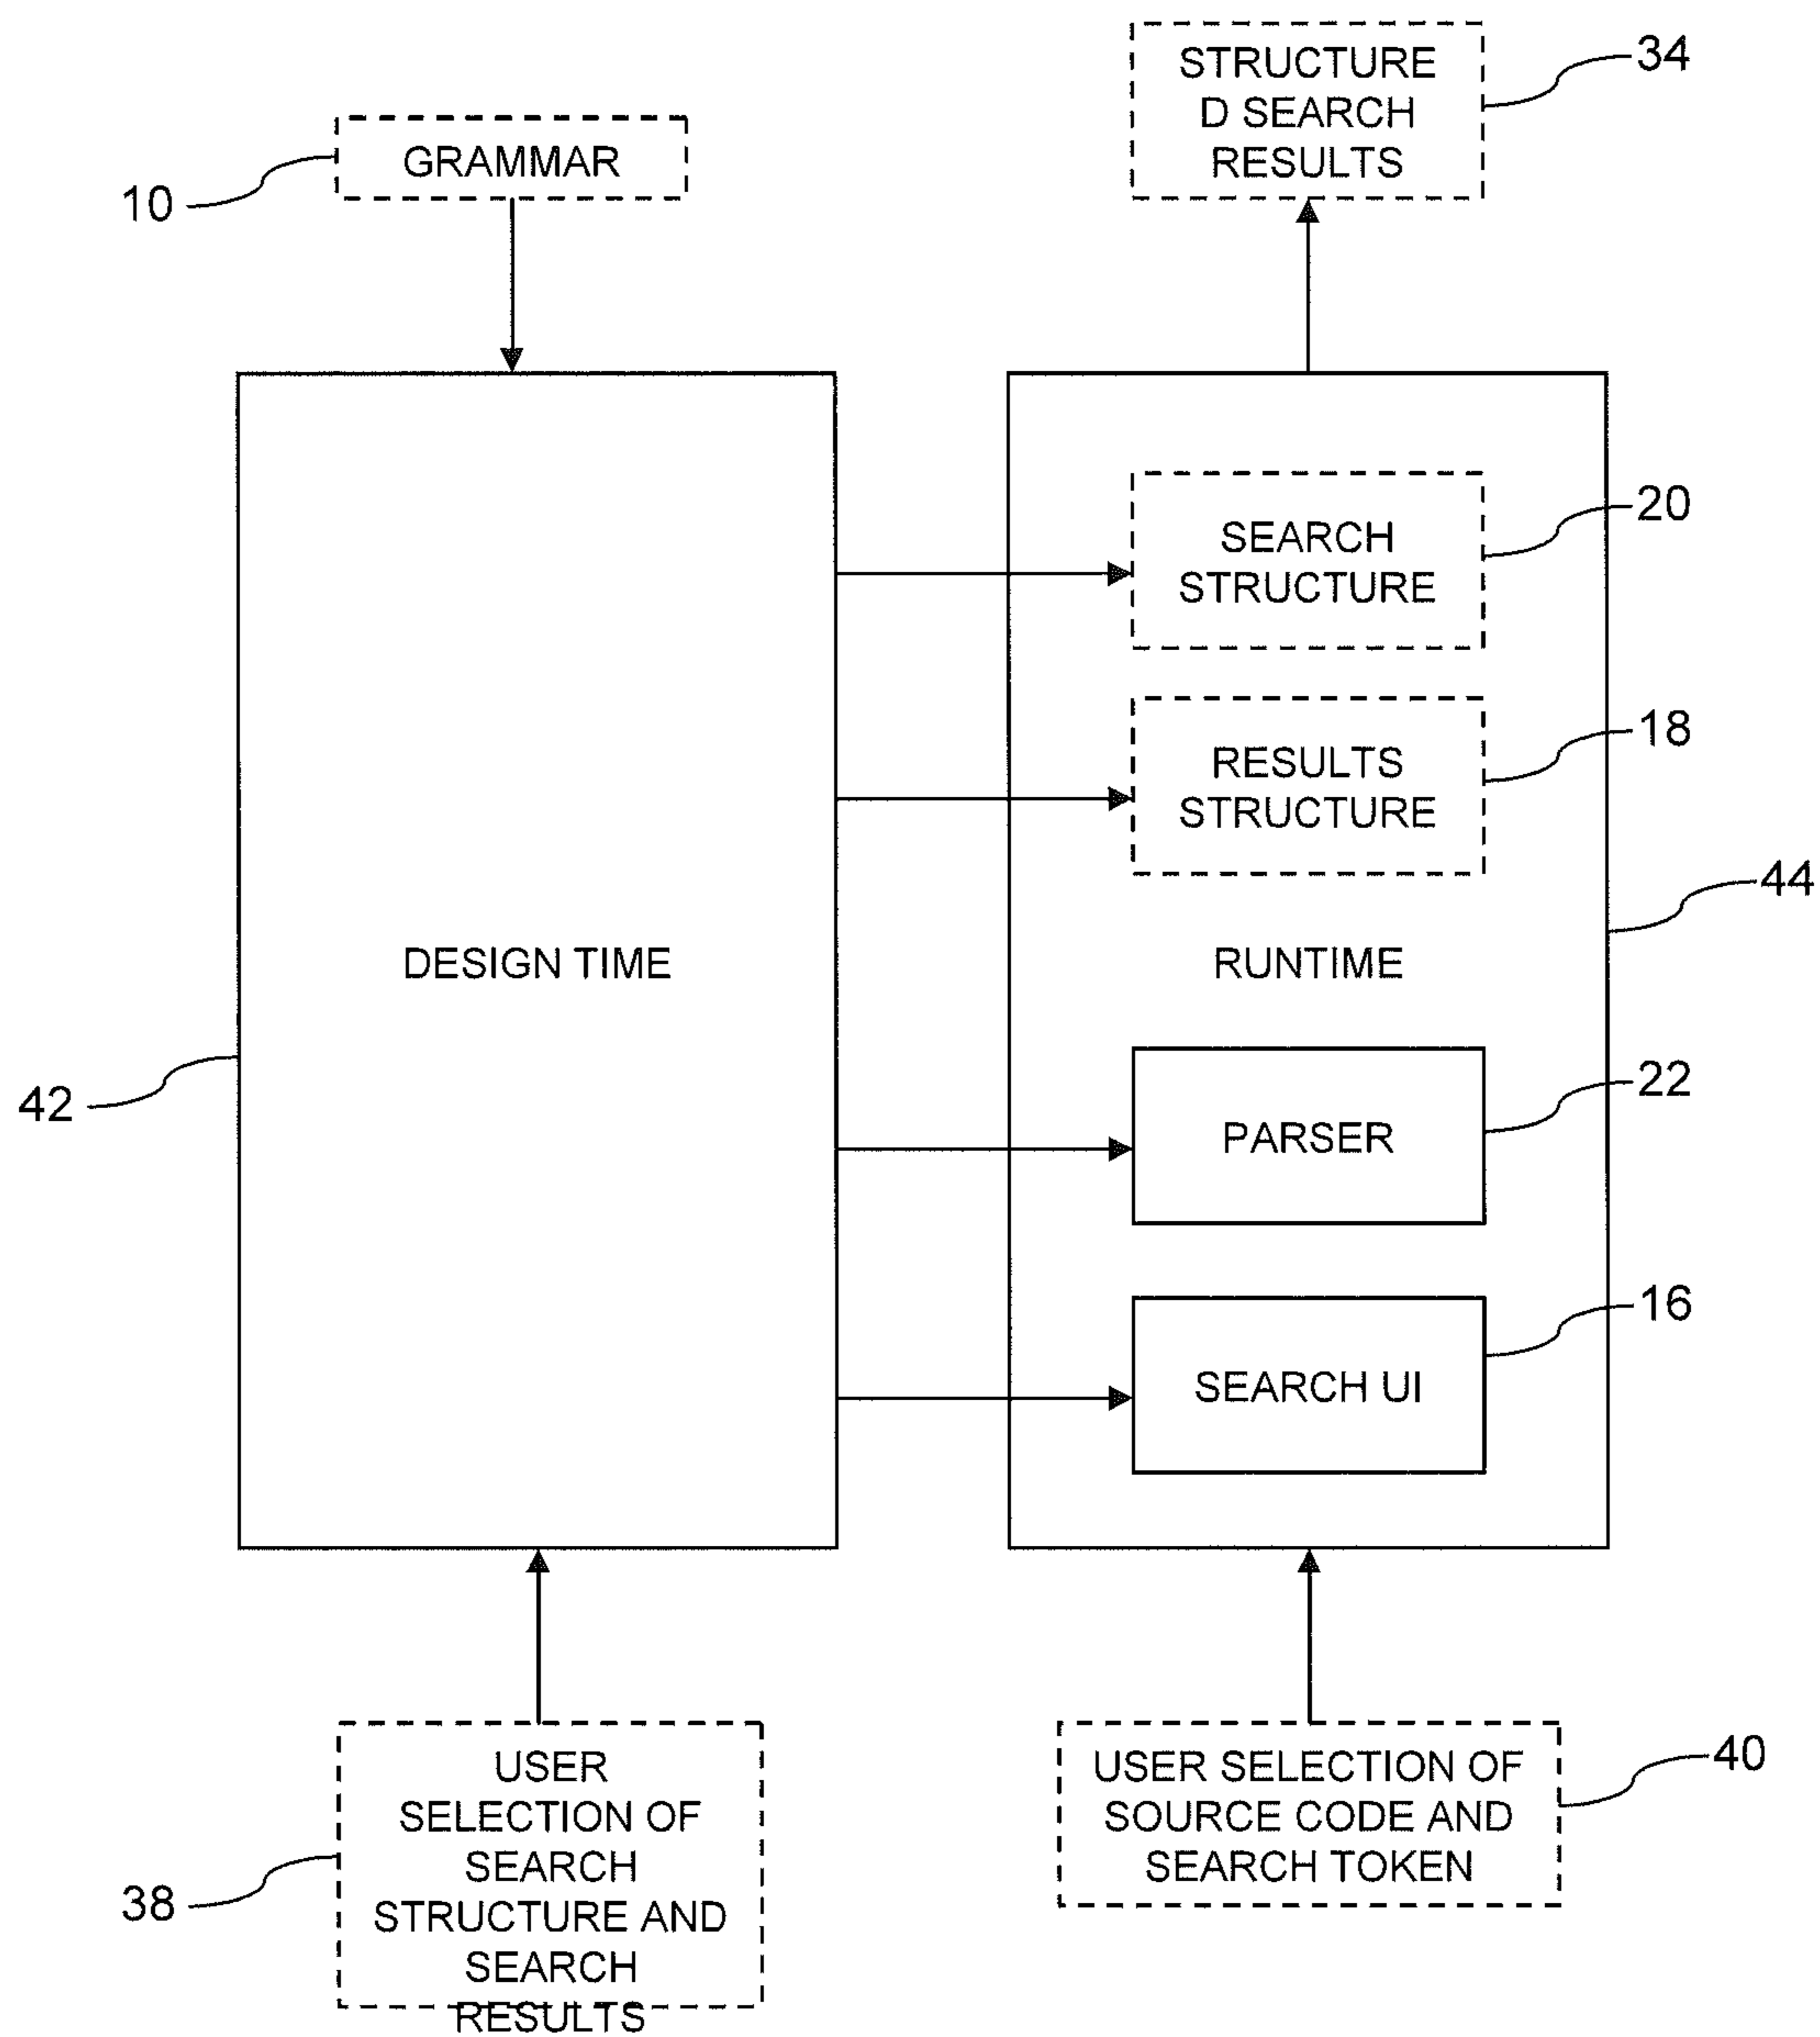 STRUCTURE
D SEARCH
RESULTS
34
GRAMMAR
10
SEARCH
STRUCTURE
20
RESULTS
STRUCTURE
18
44
DESIGN TIME
RUNTIME
42
PARSER
22
SEARCH UI
16
USER
SELECTION OF
SEARCH
STRUCTURE AND
SEARCH
RESULTS
38
USER SELECTION OF
SOURCE CODE AND
SEARCH TOKEN
40